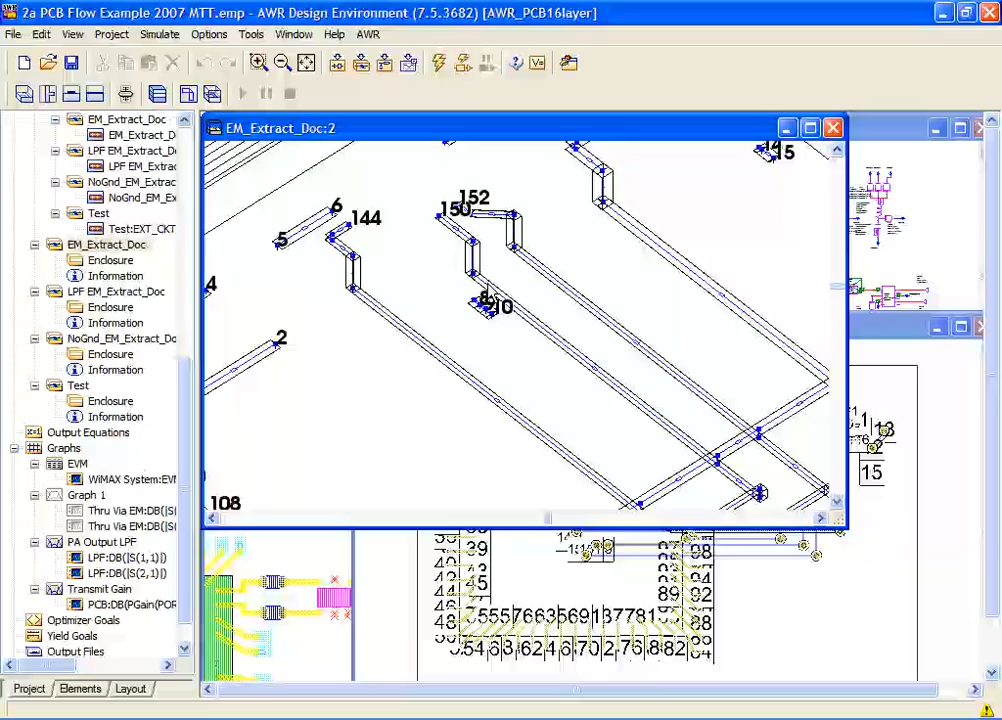 2a PCB Flow Example 2007 MTT.emp - AWR Design Environment (7.5.3682) [AWR_PCB16layer]
File Edit View Project Simulate Options Tools Window Help AWR
EM_Extract_Doc
EM_Extract_D
LPF EM_Extract_D
LPF EM_Extra
NoGnd_EM_Extrac
NoGnd_EM_Ex
Test
Test:EXT_CKT
EM_Extract_Doc
Enclosure
Information
LPF EM_Extract_Doc
Enclosure
Information
NoGnd_EM_Extract_Do
Enclosure
Information
Test
Enclosure
Information
Output Equations
Graphs
EVM
WiMAX System:EVM
Graph 1
Thru Via EM:DB(|S(
Thru Via EM:DB(|S(
PA Output LPF
LPF:DB(|S(1,1)|)
LPF:DB(|S(2,1)|)
Transmit Gain
PCB:DB(PGain(POR
Optimizer Goals
Yield Goals
Output Files
Project Elements Layout
EM_Extract_Doc:2
15
6
152
150
144
5
4
8
10
2
108
13
15
39
98
92
89
88